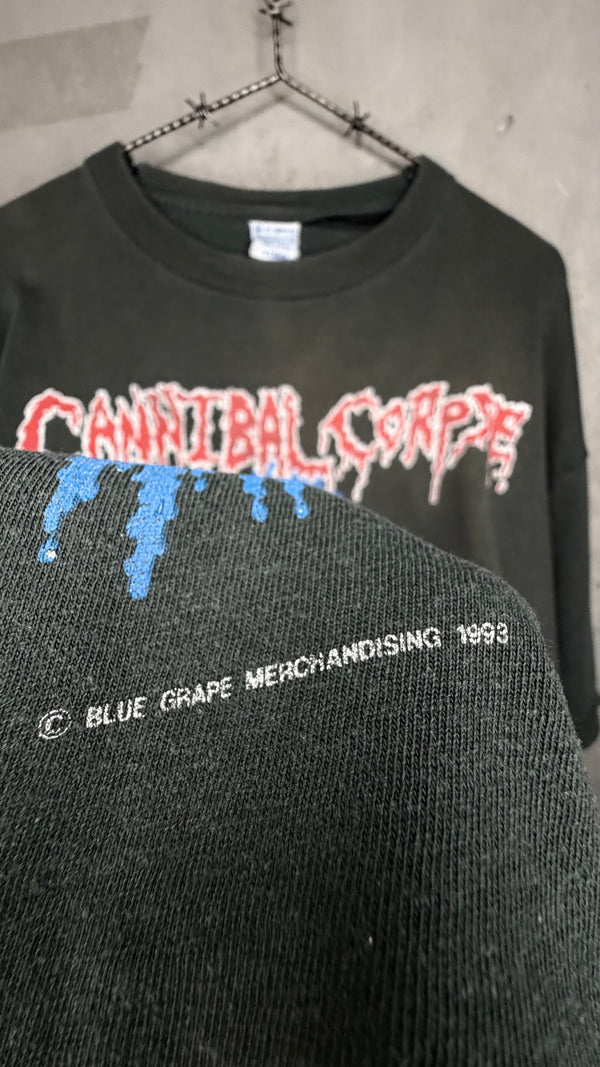 CANNIBAL CORPSE
© BLUE GRAPE MERCHANDISING 1993